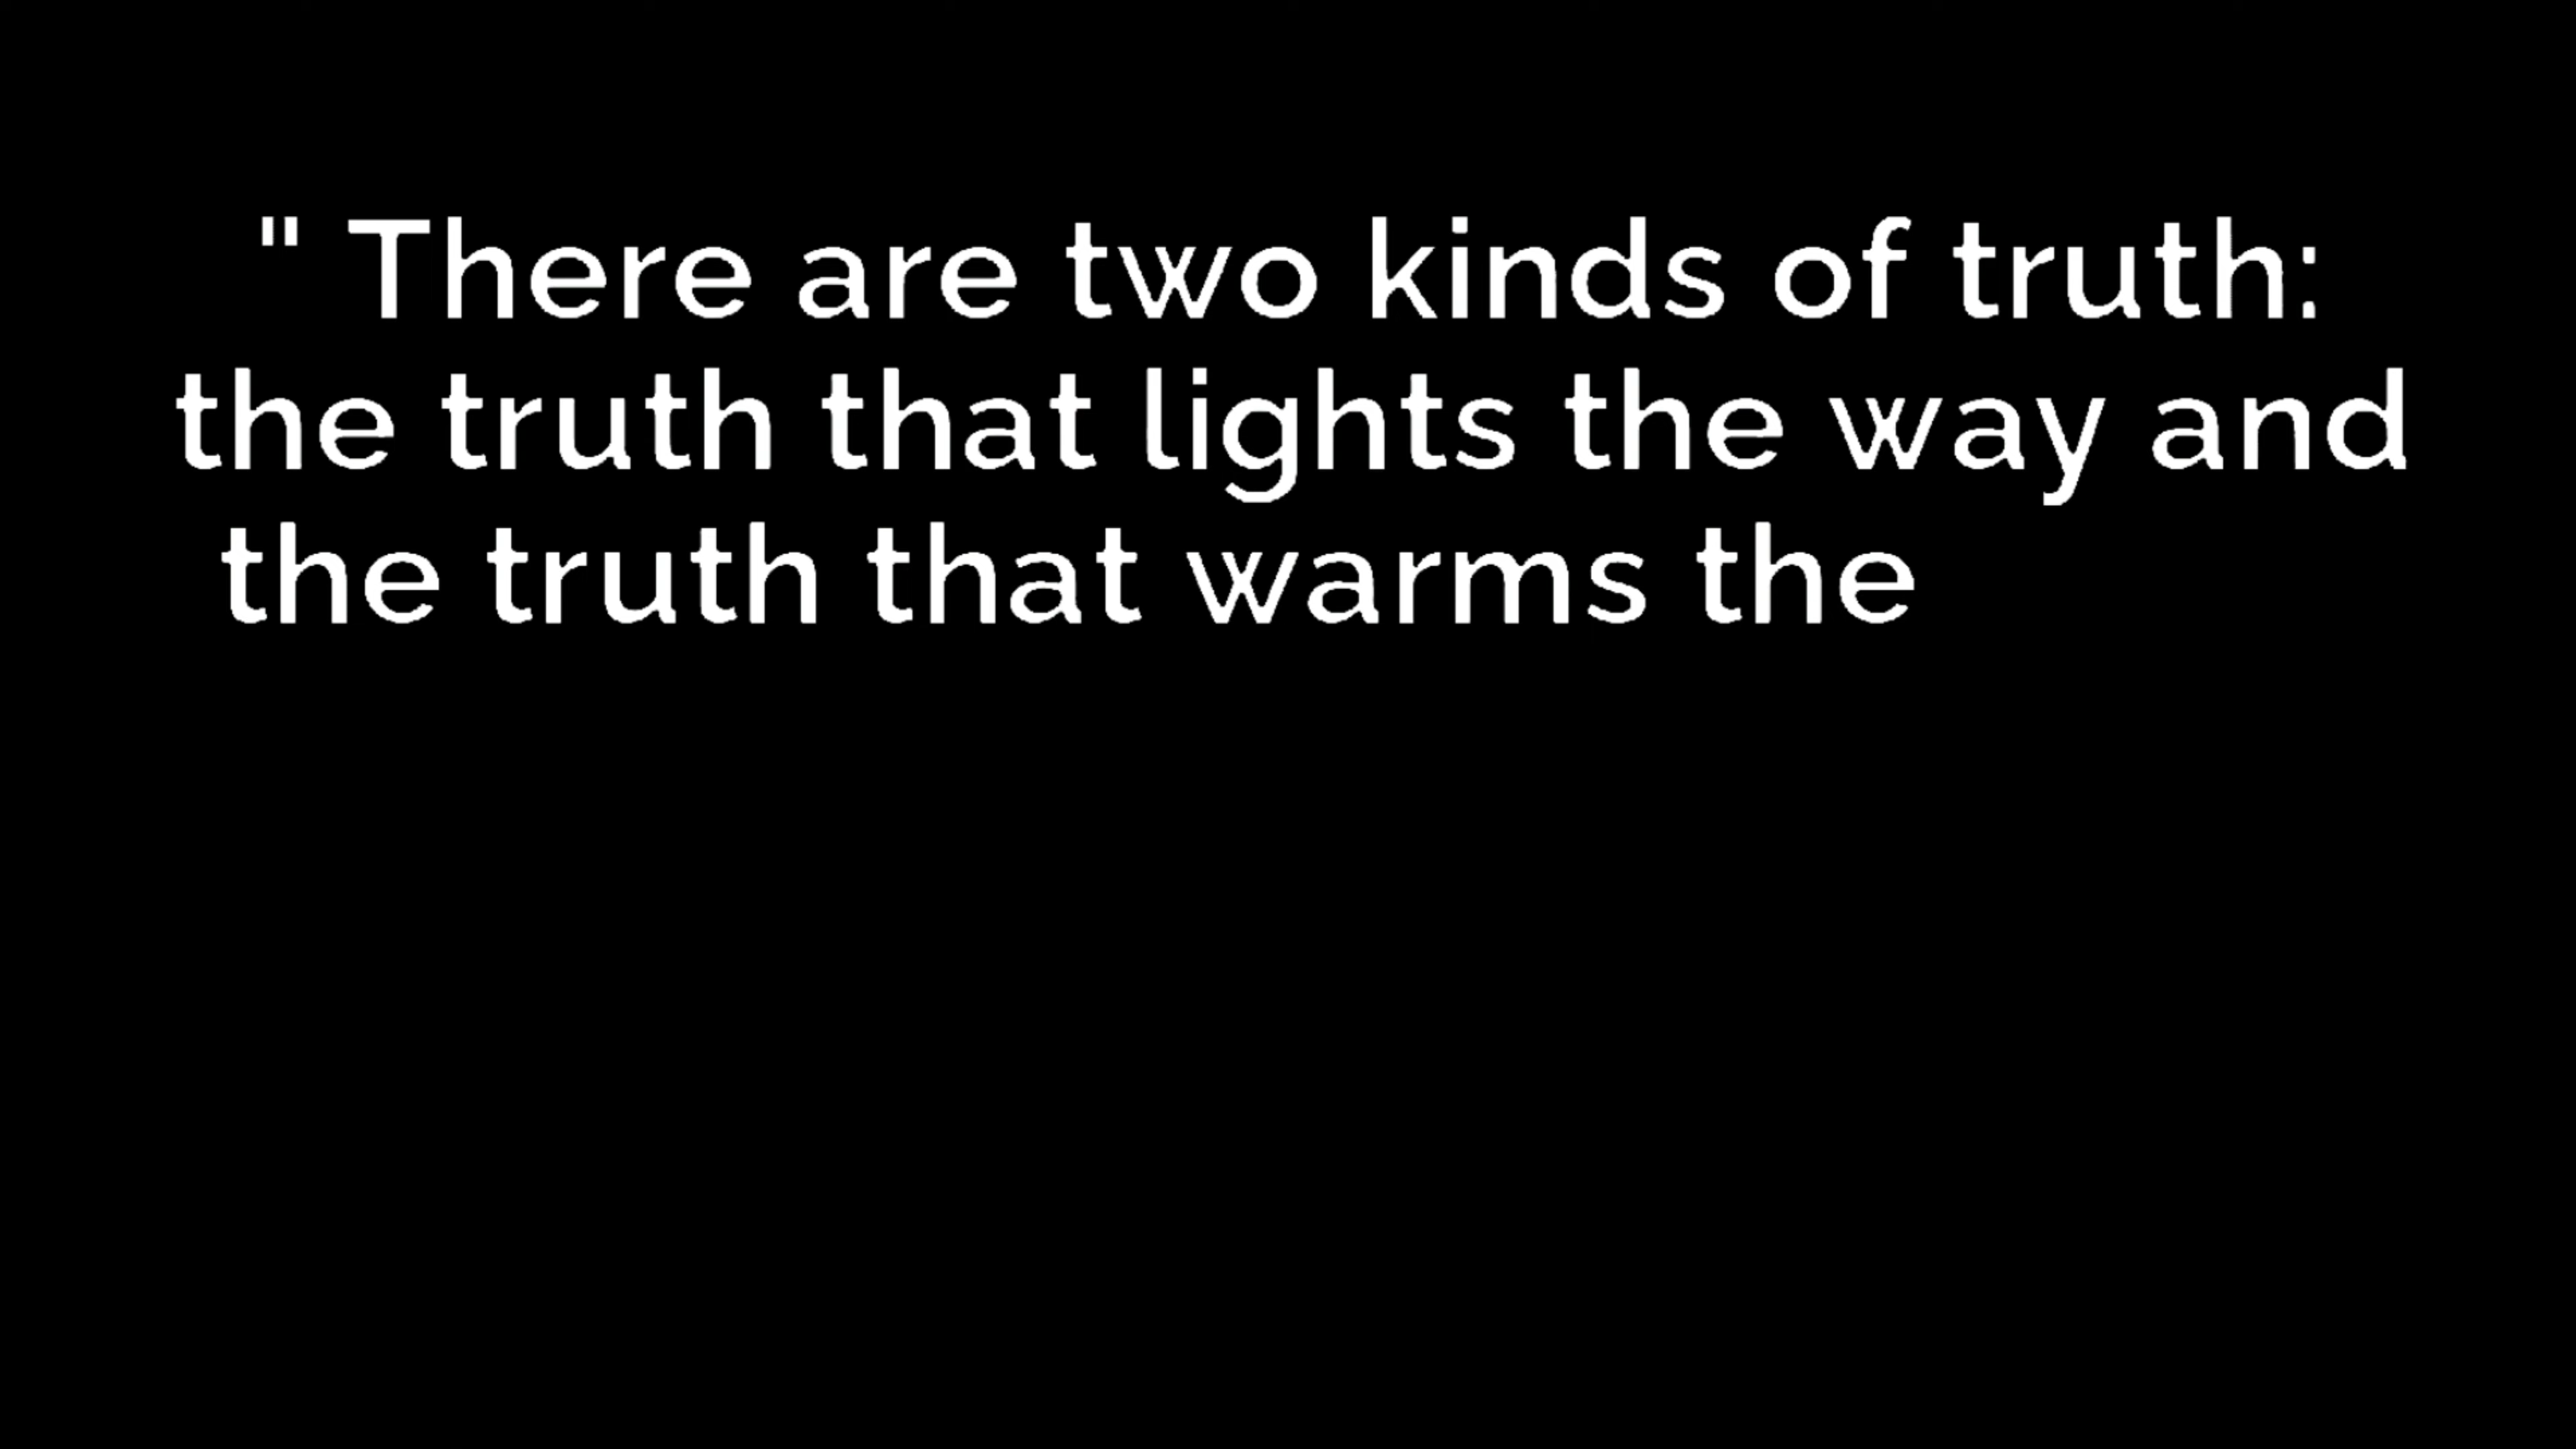 " There are two kinds of truth:
the truth that lights the way and
the truth that warms the